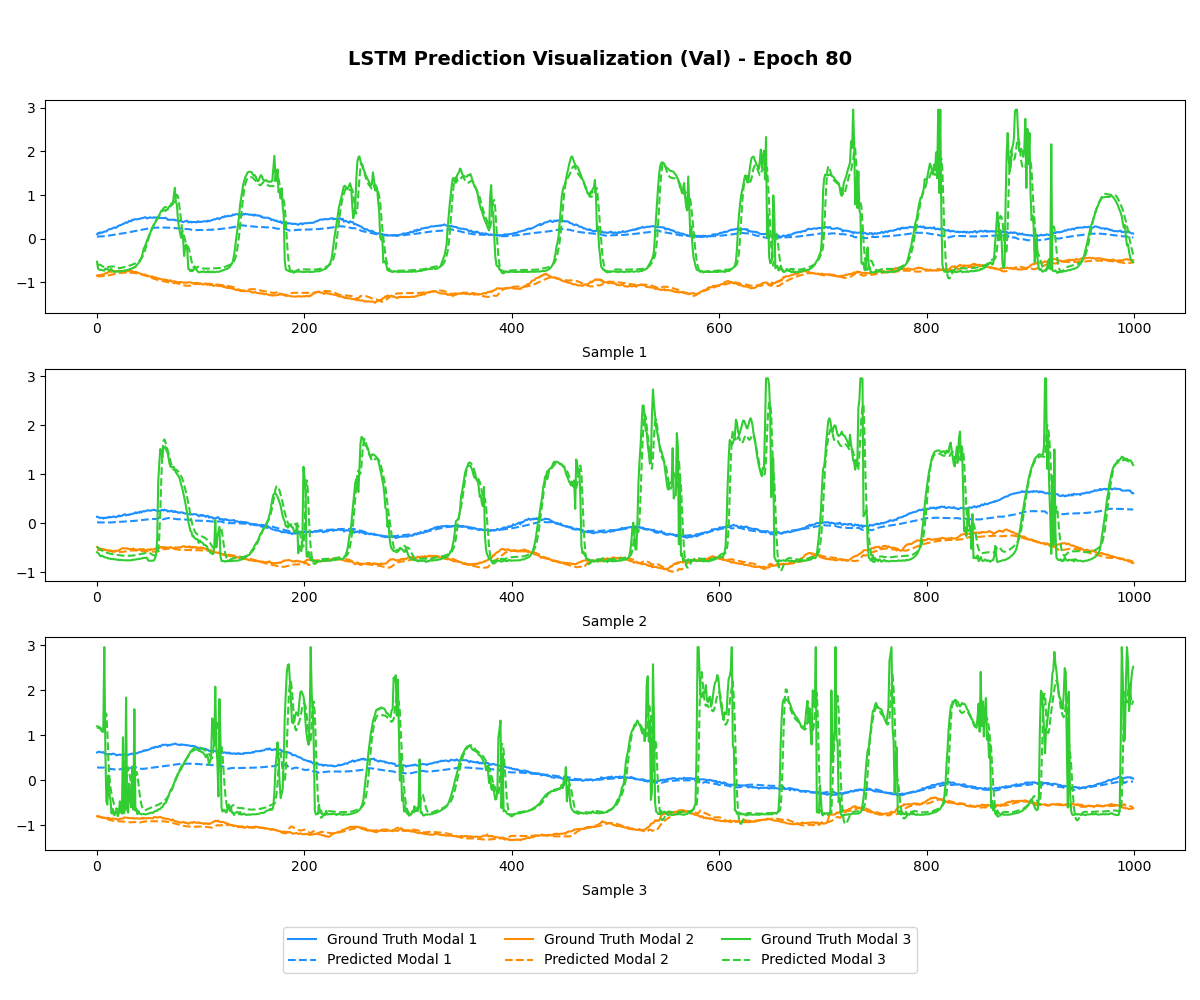 LSTM Prediction Visualization (Val) - Epoch 80
3
2
1
0
−1
0 200 400 600 800 1000
Sample 1
3
2
1
0
−1
0 200 400 600 800 1000
Sample 2
3
2
1
0
−1
0 200 400 600 800 1000
Sample 3
Ground Truth Modal 1 Ground Truth Modal 2 Ground Truth Modal 3
Predicted Modal 1 Predicted Modal 2 Predicted Modal 3